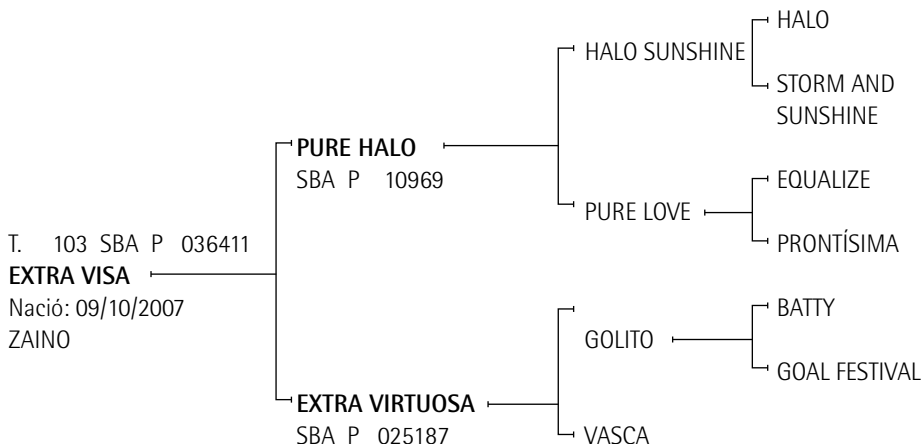 HALO
HALO SUNSHINE
STORM AND
SUNSHINE
PURE HALO
SBA P 10969
EQUALIZE
PURE LOVE
PRONTÍSIMA
T. 103 SBA P 036411
EXTRA VISA
Nació: 09/10/2007
ZAINO
BATTY
GOLITO
GOAL FESTIVAL
EXTRA VIRTUOSA
SBA P 025187
VASCA